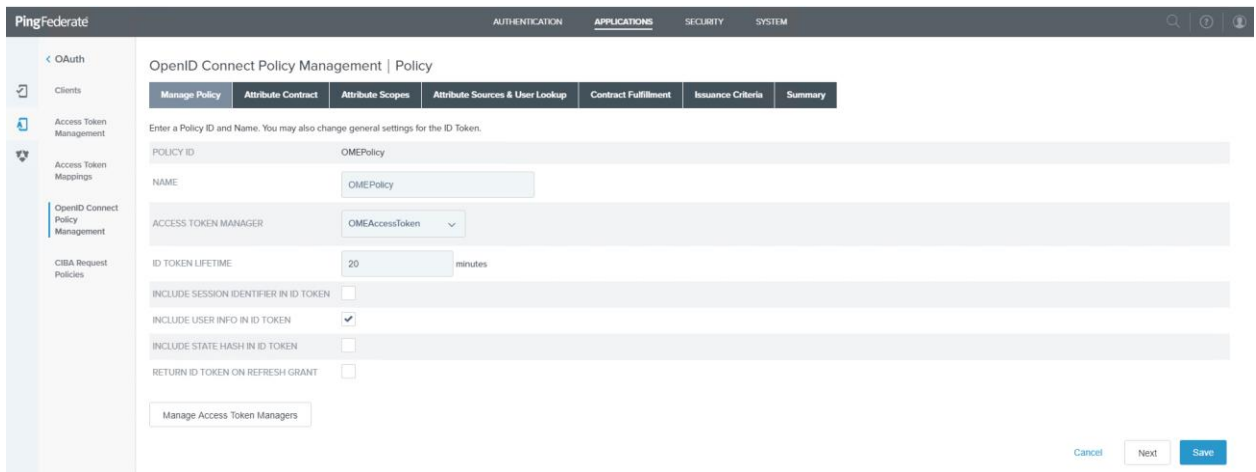 PingFederate AUTHENTICATION APPLICATIONS SECURITY SYSTEM
OAuth
Clients
Access Token
Management
Access Token
Mappings
OpenID Connect
Policy
Management
CIBA Request
Policies
OpenID Connect Policy Management | Policy
Manage Policy Attribute Contract Attribute Scopes Attribute Sources & User Lookup Contract Fulfillment Issuance Criteria Summary
Enter a Policy ID and Name. You may also change general settings for the ID Token.
POLICY ID OMEPolicy
NAME OMEPolicy
ACCESS TOKEN MANAGER OMEAccessToken
ID TOKEN LIFETIME 20 minutes
INCLUDE SESSION IDENTIFIER IN ID TOKEN
INCLUDE USER INFO IN ID TOKEN
INCLUDE STATE HASH IN ID TOKEN
RETURN ID TOKEN ON REFRESH GRANT
Manage Access Token Managers
Cancel Next Save